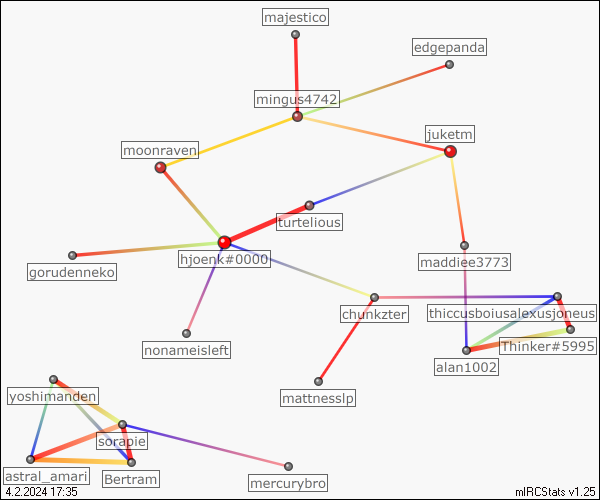 majestico
edgepanda
mingus4742
juketm
moonraven
turtelious
hjoenk#0000
maddiee3773
gorudenneko
chunkzter
thiccusboiusalexusjoneus
nonameisleft
Thinker#5995
alan1002
yoshimanden
mattnesslp
sorapie
astral_amari
Bertram
mercurybro
4.2.2024 17:35
mIRCStats v1.25